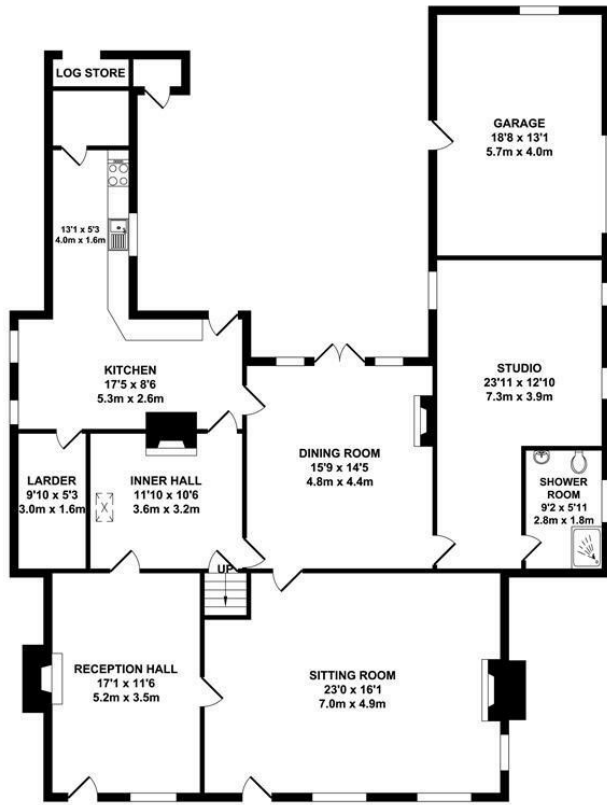 LOG STORE
GARAGE
18'8 x 13'1
5.7m x 4.0m
13'1 x 5'3
4.0m x 1.6m
KITCHEN
17'5 x 8'6
5.3m x 2.6m
STUDIO
23'11 x 12'10
7.3m x 3.9m
DINING ROOM
15'9 x 14'5
4.8m x 4.4m
LARDER
9'10 x 5'3
3.0m x 1.6m
INNER HALL
11'10 x 10'6
3.6m x 3.2m
SHOWER
ROOM
9'2 x 5'11
2.8m x 1.8m
UP
RECEPTION HALL
17'1 x 11'6
5.2m x 3.5m
SITTING ROOM
23'0 x 16'1
7.0m x 4.9m